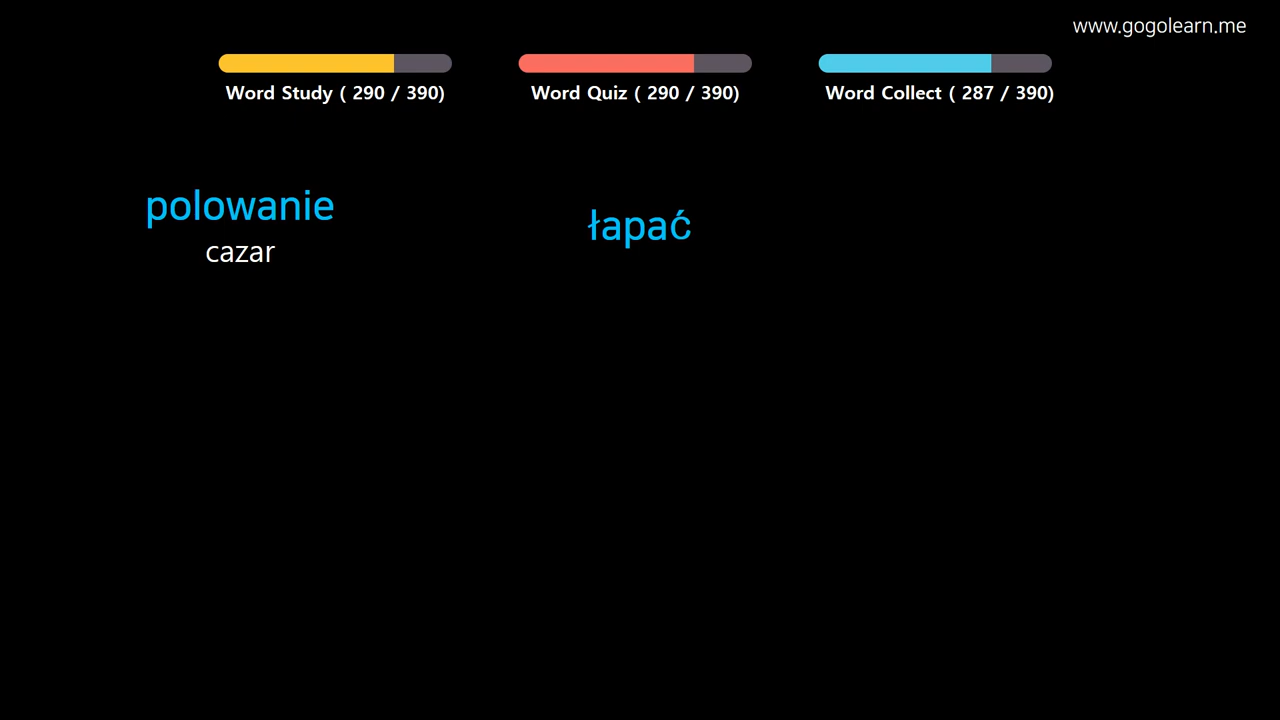 www.gogolearn.me
Word Study ( 290 / 390)
Word Quiz ( 290 / 390)
Word Collect ( 287 / 390)
polowanie
cazar
łapać